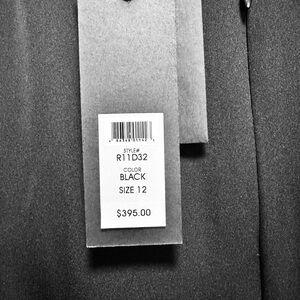 STYLE#
R11D32
COLOR
BLACK
SIZE 12
$395.00